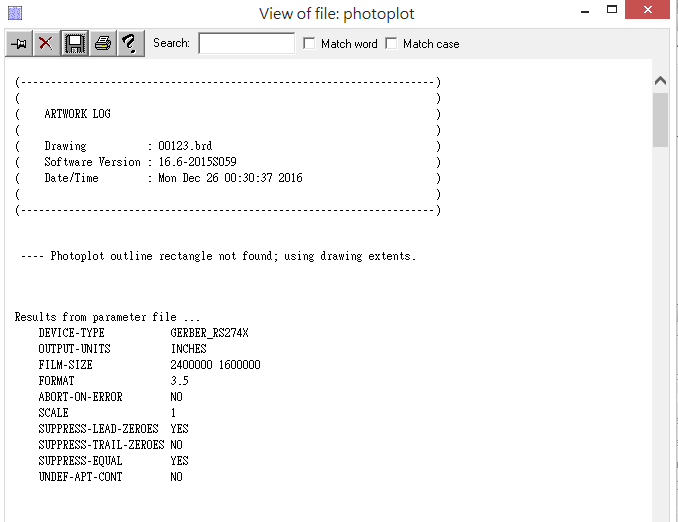 View of file: photoplot
Search: Match word Match case
(---------------------------------------------------------------------)
( )
( ARTWORK LOG )
( )
( Drawing : 00123.brd )
( Software Version : 16.6-2015S059 )
( Date/Time : Mon Dec 26 00:30:37 2016 )
( )
(---------------------------------------------------------------------)
---- Photoplot outline rectangle not found; using drawing extents.
Results from parameter file ...
DEVICE-TYPE GERBER_RS274X
OUTPUT-UNITS INCHES
FILM-SIZE 2400000 1600000
FORMAT 3.5
ABORT-ON-ERROR NO
SCALE 1
SUPPRESS-LEAD-ZEROES YES
SUPPRESS-TRAIL-ZEROES NO
SUPPRESS-EQUAL YES
UNDEF-APT-CONT NO